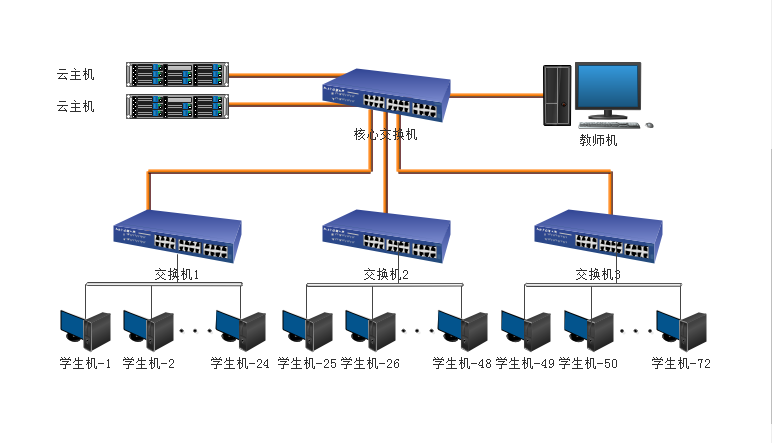 云主机
云主机
核心交换机
教师机
交换机1
交换机2
交换机3
学生机-1
学生机-2
学生机-24
学生机-25
学生机-26
学生机-48
学生机-49
学生机-50
学生机-72